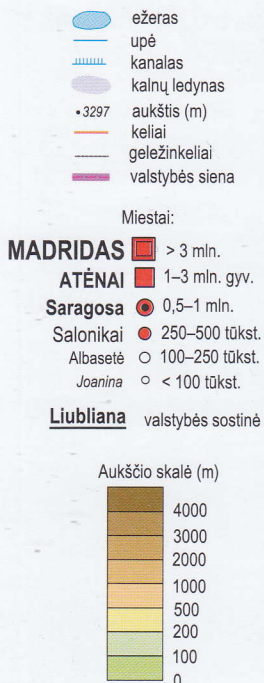 ežeras
upė
kanalas
kalnų ledynas
•3297 aukštis (m)
keliai
geležinkeliai
valstybės siena
Miestai:
MADRIDAS > 3 mln.
ATĖNAI 1–3 mln. gyv.
Saragosa 0,5–1 mln.
Salonikai 250–500 tūkst.
Albasetė 100–250 tūkst.
Joanina < 100 tūkst.
Liubliana valstybės sostinė
Aukščio skalė (m)
4000
3000
2000
1000
500
200
100
0